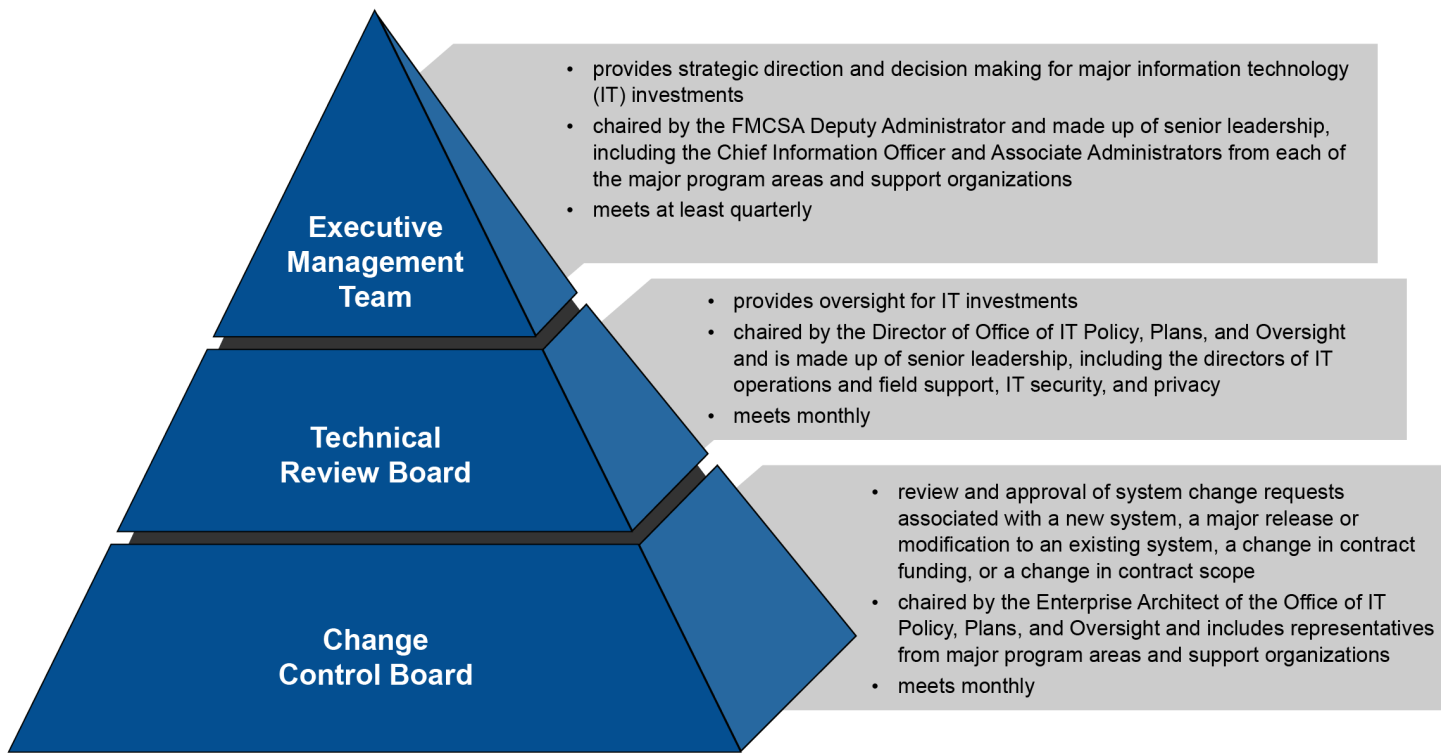 Executive
Management
Team
• provides strategic direction and decision making for major information technology
(IT) investments
• chaired by the FMCSA Deputy Administrator and made up of senior leadership,
including the Chief Information Officer and Associate Administrators from each of
the major program areas and support organizations
• meets at least quarterly
Technical
Review Board
• provides oversight for IT investments
• chaired by the Director of Office of IT Policy, Plans, and Oversight
and is made up of senior leadership, including the directors of IT
operations and field support, IT security, and privacy
• meets monthly
Change
Control Board
• review and approval of system change requests
associated with a new system, a major release or
modification to an existing system, a change in contract
funding, or a change in contract scope
• chaired by the Enterprise Architect of the Office of IT
Policy, Plans, and Oversight and includes representatives
from major program areas and support organizations
• meets monthly